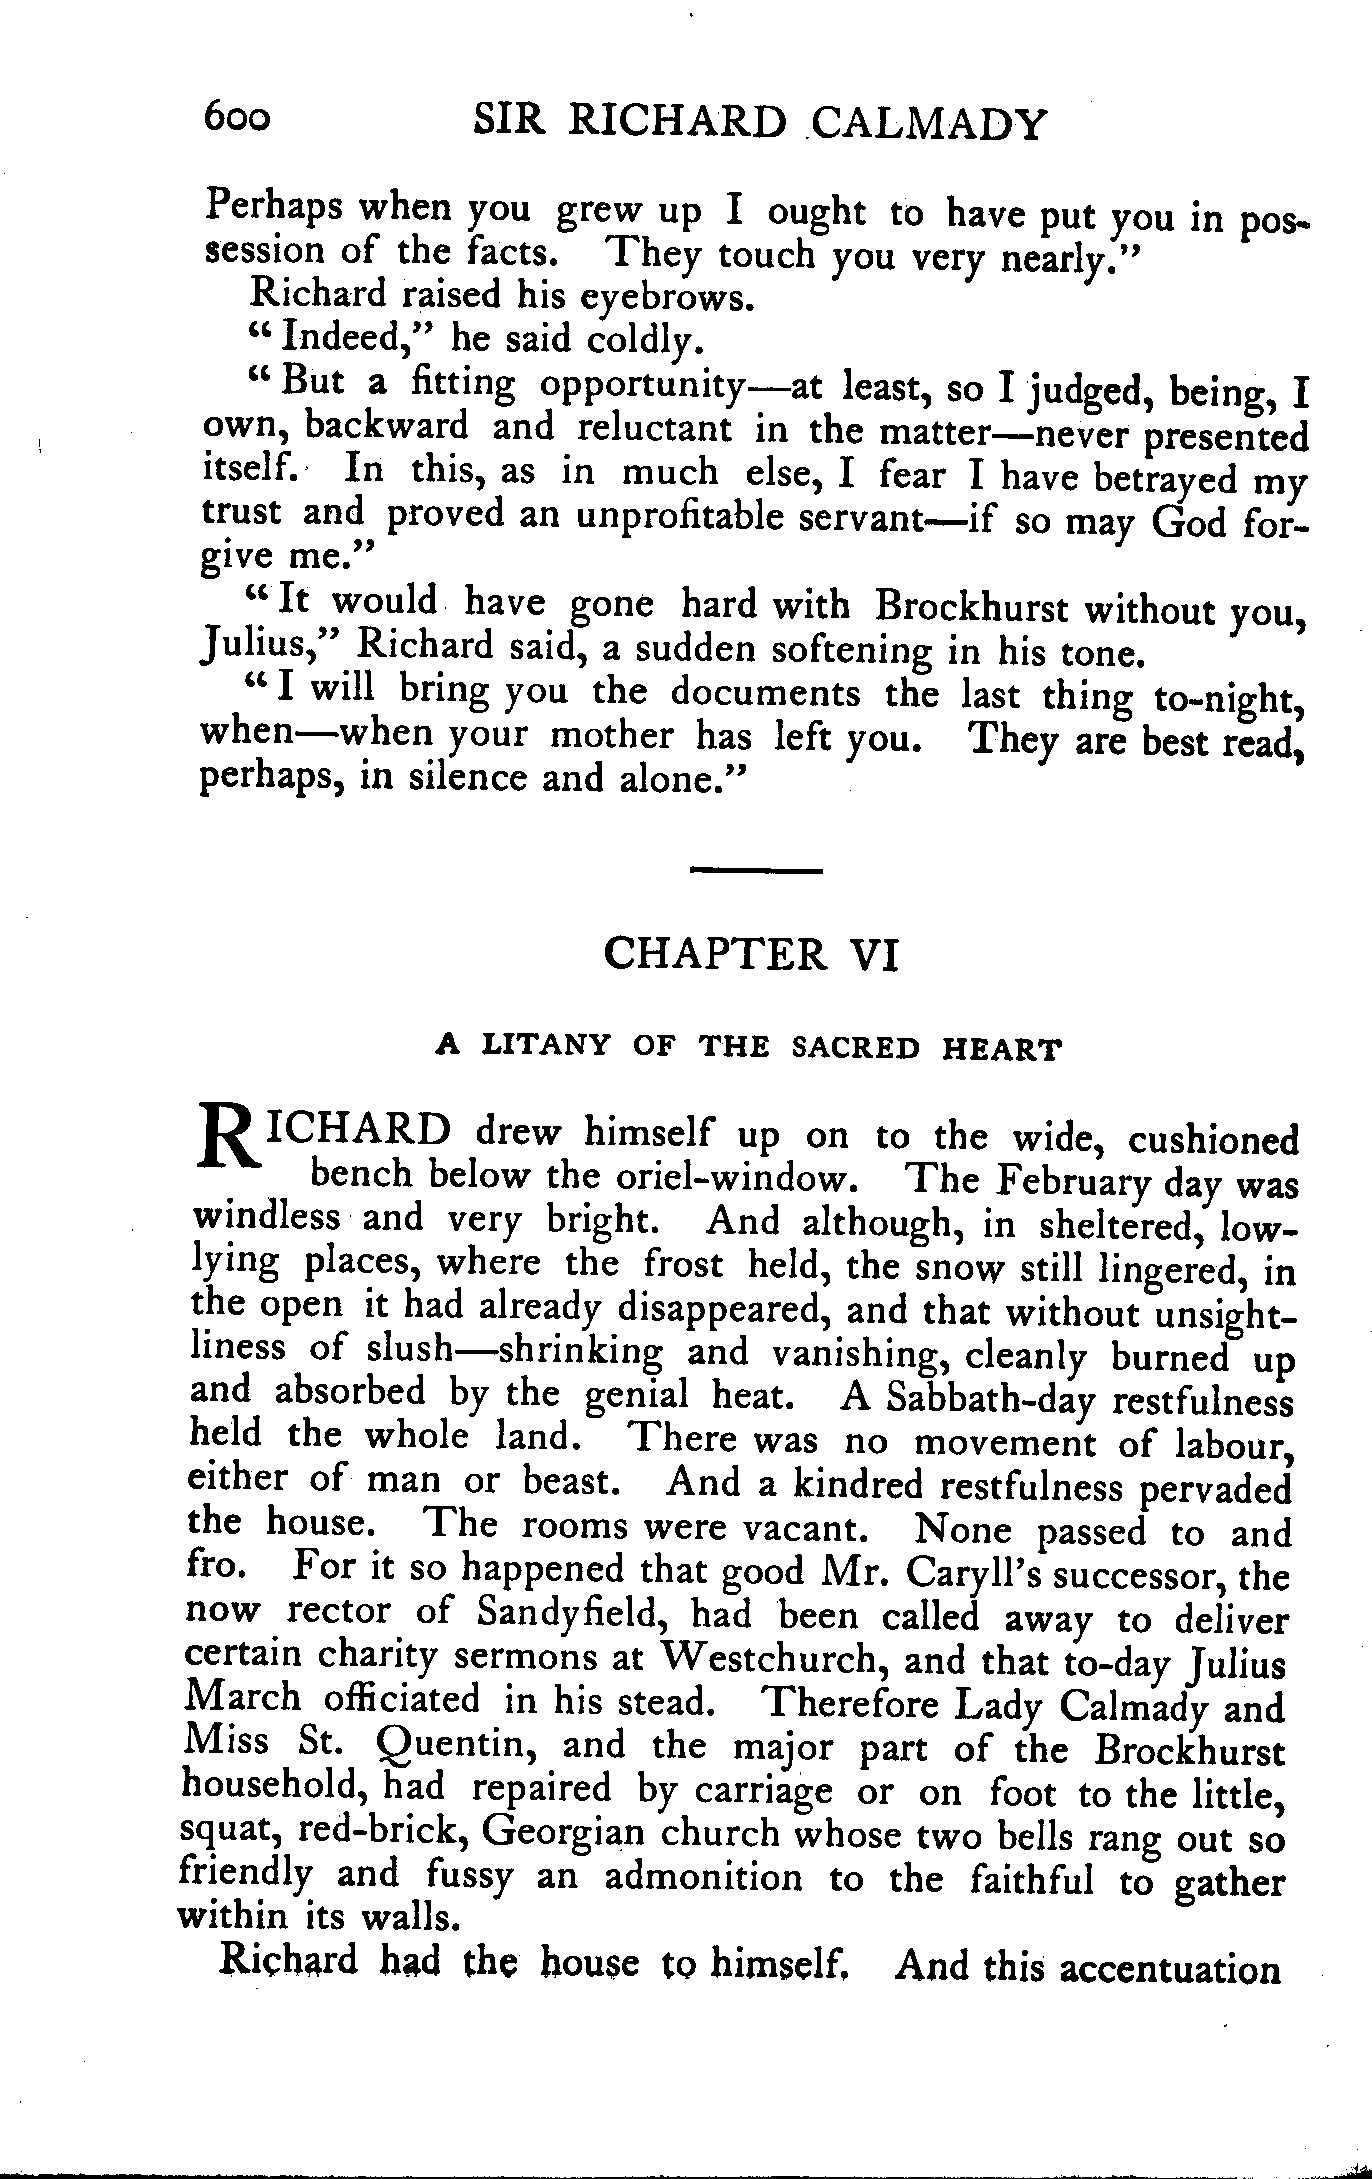 600 SIR RICHARD CALMADY
Perhaps when you grew up I ought to have put you in pos-
session of the facts. They touch you very nearly."
Richard raised his eyebrows.
"Indeed," he said coldly.
"But a fitting opportunity—at least, so I judged, being, I
own, backward and reluctant in the matter—never presented
itself. In this, as in much else, I fear I have betrayed my
trust and proved an unprofitable servant—if so may God for-
give me."
"It would have gone hard with Brockhurst without you,
Julius," Richard said, a sudden softening in his tone.
"I will bring you the documents the last thing to-night,
when—when your mother has left you. They are best read,
perhaps, in silence and alone."
CHAPTER VI
A LITANY OF THE SACRED HEART
RICHARD drew himself up on to the wide, cushioned
bench below the oriel-window. The February day was
windless and very bright. And although, in sheltered, low-
lying places, where the frost held, the snow still lingered, in
the open it had already disappeared, and that without unsight-
liness of slush—shrinking and vanishing, cleanly burned up
and absorbed by the genial heat. A Sabbath-day restfulness
held the whole land. There was no movement of labour,
either of man or beast. And a kindred restfulness pervaded
the house. The rooms were vacant. None passed to and
fro. For it so happened that good Mr. Caryll's successor, the
now rector of Sandyfield, had been called away to deliver
certain charity sermons at Westchurch, and that to-day Julius
March officiated in his stead. Therefore Lady Calmady and
Miss St. Quentin, and the major part of the Brockhurst
household, had repaired by carriage or on foot to the little,
squat, red-brick, Georgian church whose two bells rang out so
friendly and fussy an admonition to the faithful to gather
within its walls.
Richard had the house to himself. And this accentuation